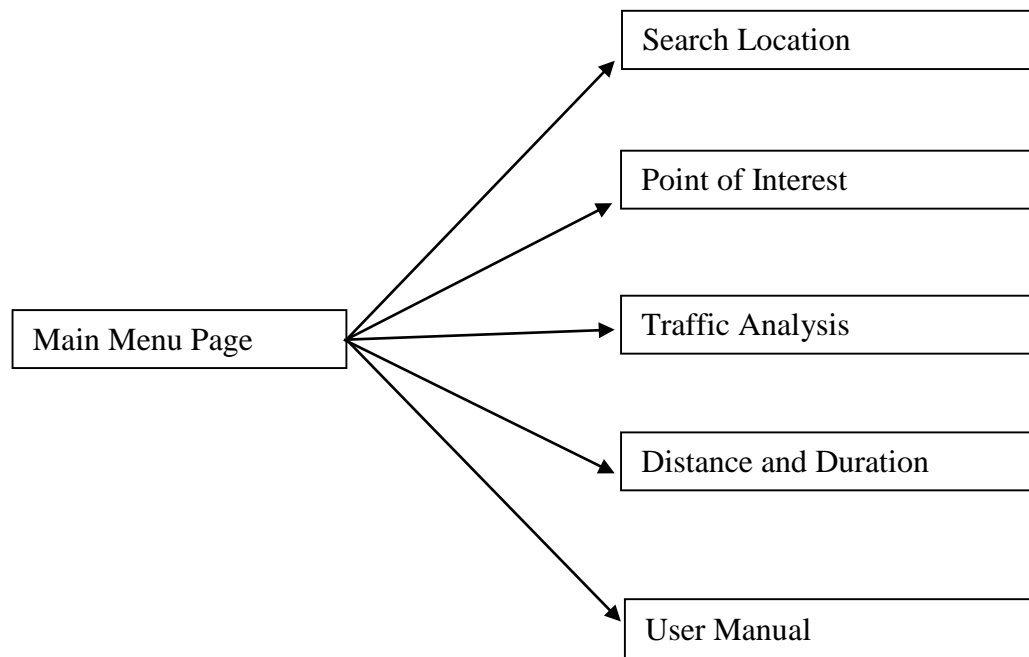 Search Location
Point of Interest
Main Menu Page
Traffic Analysis
Distance and Duration
User Manual